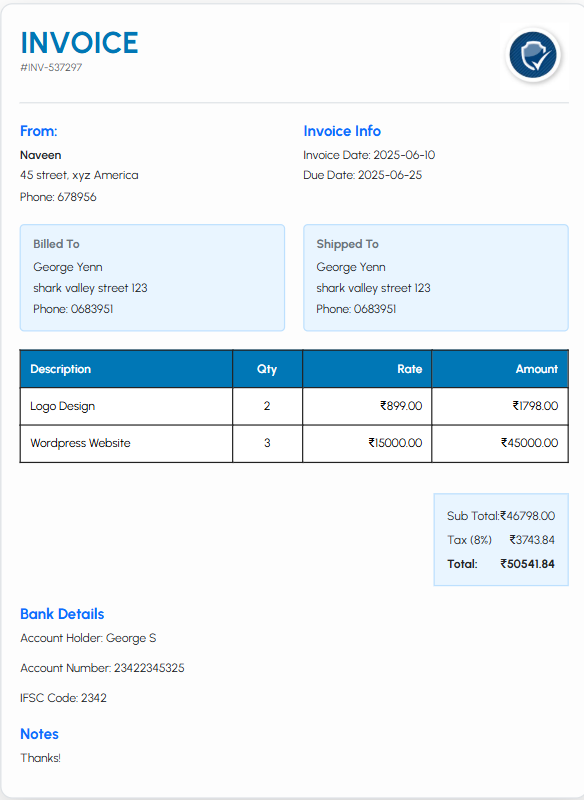 INVOICE
#INV-537297
From:
Naveen
45 street, xyz America
Phone: 678956
Invoice Info
Invoice Date: 2025-06-10
Due Date: 2025-06-25
Billed To
George Yenn
shark valley street 123
Phone: 0683951
Shipped To
George Yenn
shark valley street 123
Phone: 0683951
Description Qty Rate Amount
Logo Design 2 ₹899.00 ₹1798.00
Wordpress Website 3 ₹15000.00 ₹45000.00
Sub Total:₹46798.00
Tax (8%) ₹3743.84
Total: ₹50541.84
Bank Details
Account Holder: George S
Account Number: 23422345325
IFSC Code: 2342
Notes
Thanks!